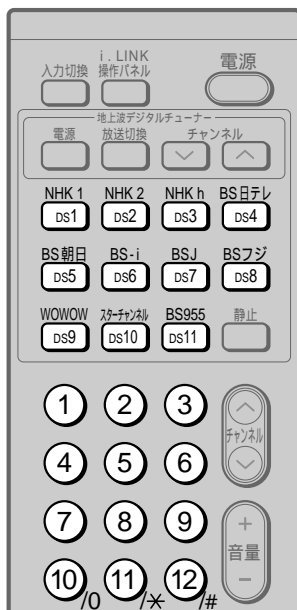 i.LINK
入力切換 操作パネル 電源
地上波デジタルチューナー
電源 放送切換 チャンネル
NHK 1 NHK 2 NHK h BS日テレ
DS1 DS2 DS3 DS4
BS朝日 BS-i BSJ BSフジ
DS5 DS6 DS7 DS8
WOWOW スターチャンネル BS955 静止
DS9 DS10 DS11
1 2 3
チャンネル
4 5 6
7 8 9 +
音量
10/0 11/* 12/# −